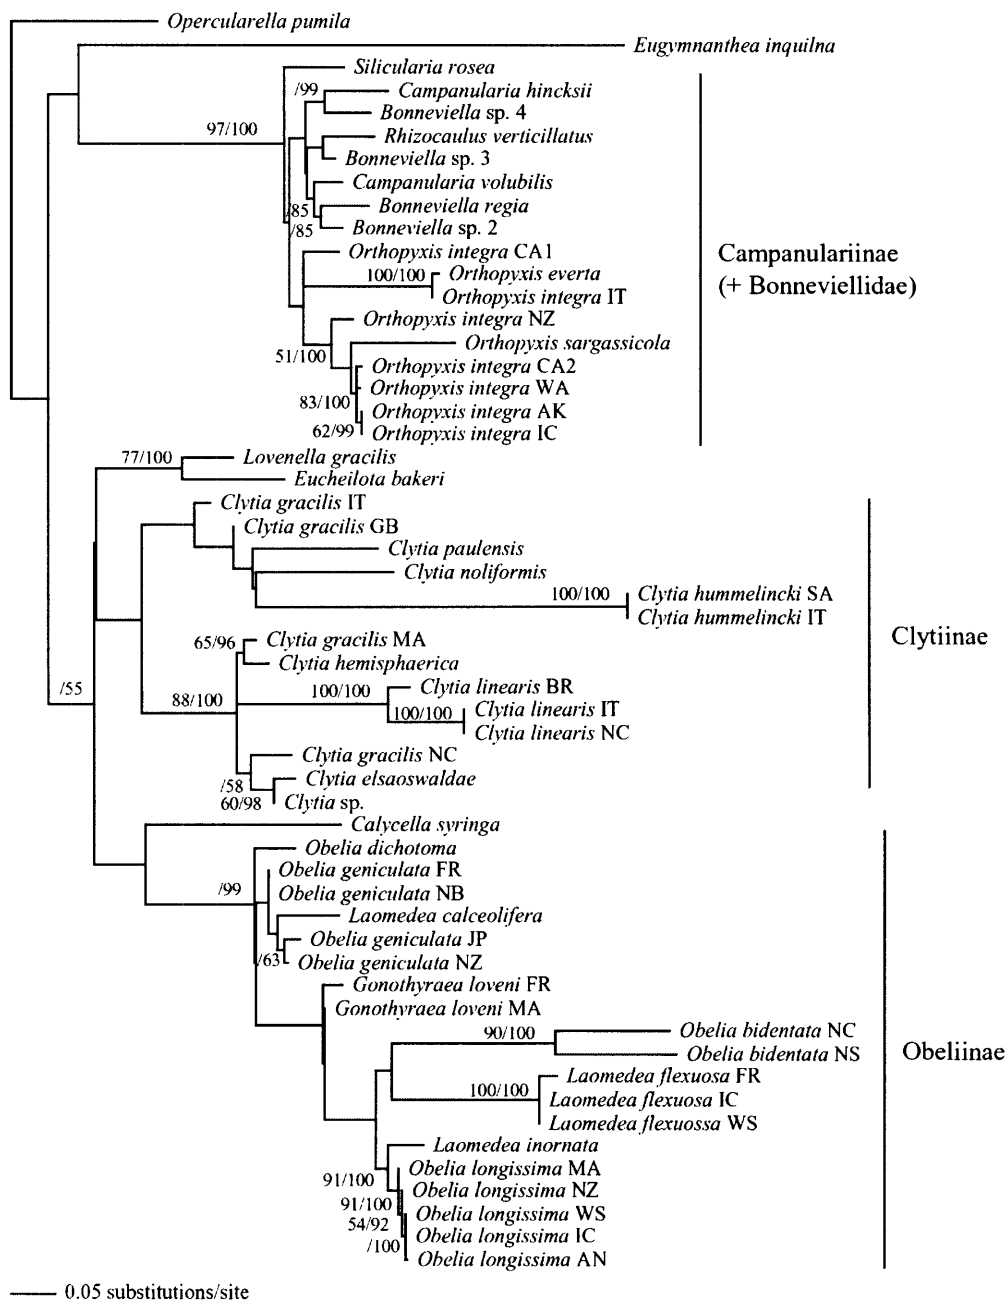 Opercularella pumila
Eugymnanthea inquilna
Silicularia rosea
/99
Campanularia hincksii
Bonneviella sp. 4
97/100
Rhizocaulus verticillatus
Bonneviella sp. 3
Campanularia volubilis
/85
Bonneviella regia
/85
Bonneviella sp. 2
Orthopyxis integra CA1
Campanulariinae
(+ Bonneviellidae)
100/100
Orthopyxis everta
Orthopyxis integra IT
Orthopyxis integra NZ
51/100
Orthopyxis sargassicola
Orthopyxis integra CA2
Orthopyxis integra WA
83/100
Orthopyxis integra AK
62/99
Orthopyxis integra IC
77/100
Lovenella gracilis
Eucheilota bakeri
Clytia gracilis IT
Clytia gracilis GB
Clytia paulensis
Clytia noliformis
100/100
Clytia hummelincki SA
Clytia hummelincki IT
Clytiinae
65/96
Clytia gracilis MA
Clytia hemisphaerica
/55
88/100
100/100
Clytia linearis BR
100/100
Clytia linearis IT
Clytia linearis NC
Clytia gracilis NC
/58
Clytia elsaoswaldae
60/98
Clytia sp.
Calycella syringa
Obelia dichotoma
Obelia geniculata FR
/99
Obelia geniculata NB
Laomedea calceolifera
Obelia geniculata JP
/63
Obelia geniculata NZ
Gonothyraea loveni FR
Gonothyraea loveni MA
90/100
Obelia bidentata NC
Obelia bidentata NS
Obeliinae
Laomedea flexuosa FR
100/100
Laomedea flexuosa IC
Laomedea flexuossa WS
Laomedea inornata
91/100
Obelia longissima MA
91/100
Obelia longissima NZ
54/92
Obelia longissima WS
/100
Obelia longissima IC
Obelia longissima AN
0.05 substitutions/site